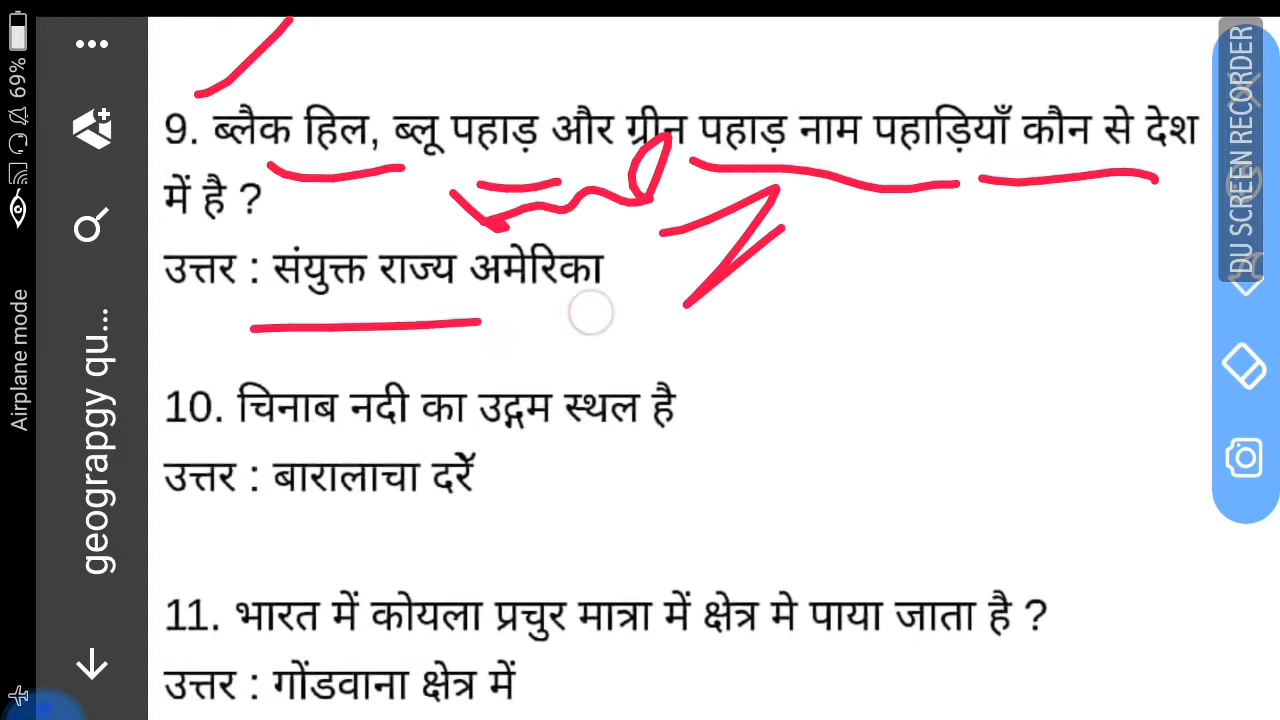 69%
Airplane mode
geograpgy qu...
9. ब्लैक हिल, ब्लू पहाड़ और ग्रीन पहाड़ नाम पहाड़ियाँ कौन से देश
में है ?
उत्तर : संयुक्त राज्य अमेरिका
10. चिनाब नदी का उद्गम स्थल है
उत्तर : बारालाचा दर्रे
11. भारत में कोयला प्रचुर मात्रा में क्षेत्र मे पाया जाता है ?
उत्तर : गोंडवाना क्षेत्र में
DU SCREEN RECORDER